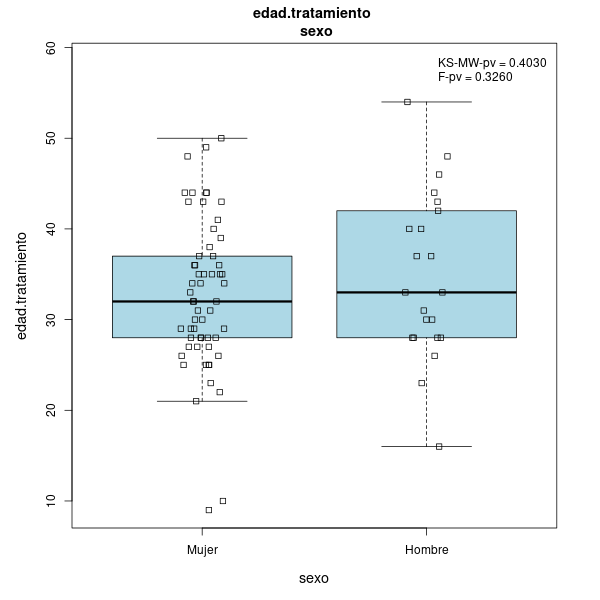 edad.tratamiento
sexo
KS-MW-pv = 0.4030
F-pv = 0.3260
edad.tratamiento
60
50
40
30
20
10
Mujer
Hombre
sexo